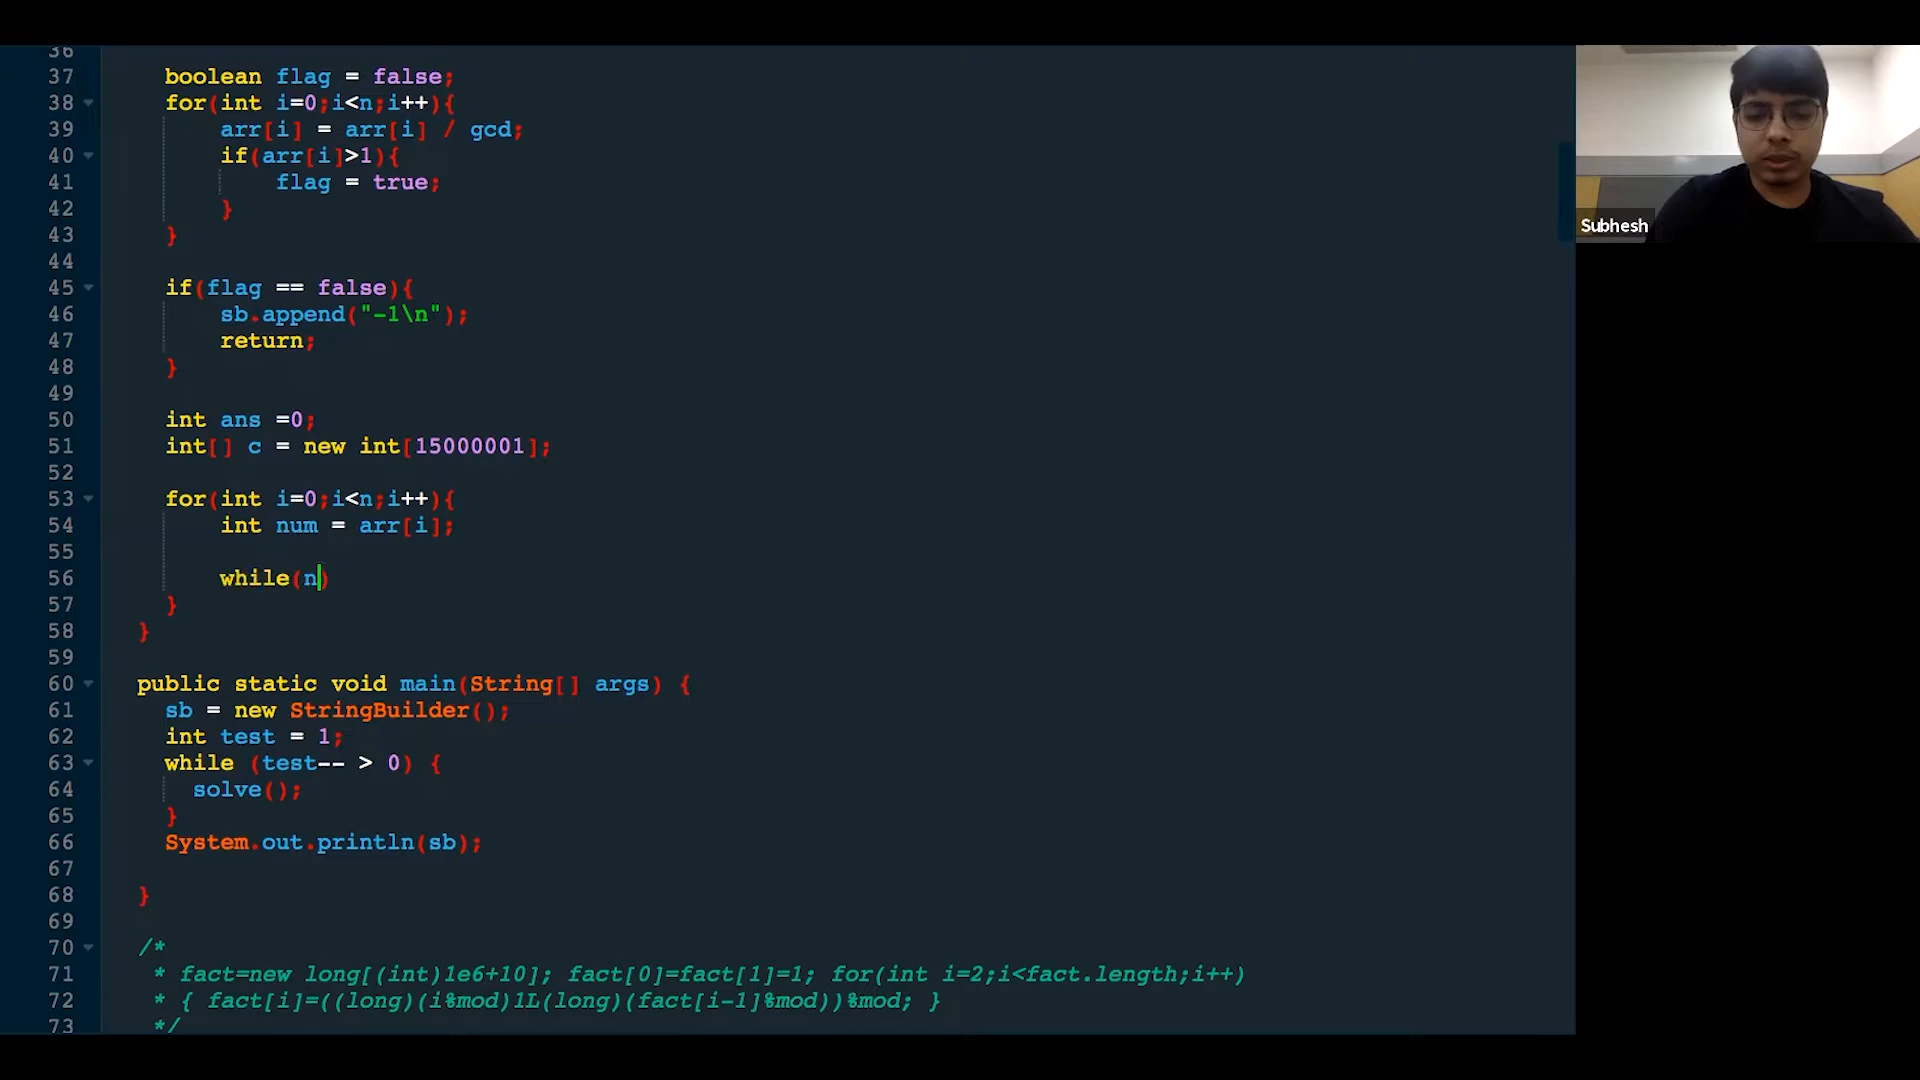 36
37 boolean flag = false;
38 for(int i=0;i<n;i++){
39 arr[i] = arr[i] / gcd;
40 if(arr[i]>1){
41 flag = true;
42 }
43 }
44
45 if(flag == false){
46 sb.append("-1\n");
47 return;
48 }
49
50 int ans =0;
51 int[] c = new int[15000001];
52
53 for(int i=0;i<n;i++){
54 int num = arr[i];
55
56 while(n)
57 }
58 }
59
60 public static void main(String[] args) {
61 sb = new StringBuilder();
62 int test = 1;
63 while (test-- > 0) {
64 solve();
65 }
66 System.out.println(sb);
67
68 }
69
70 /*
71 * fact=new long[(int)1e6+10]; fact[0]=fact[1]=1; for(int i=2;i<fact.length;i++)
72 * { fact[i]=((long)(i%mod)1L(long)(fact[i-1]%mod))%mod; }
73 */
Subhesh